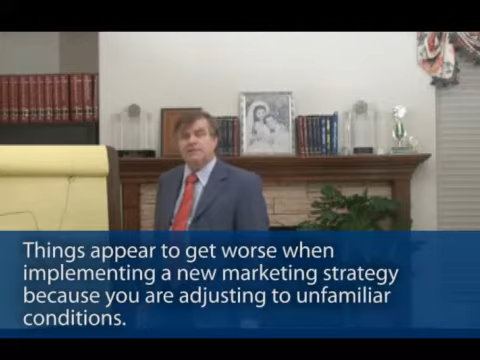 Things appear to get worse when
implementing a new marketing strategy
because you are adjusting to unfamiliar
conditions.